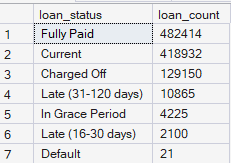 loan_status loan_count
1 Fully Paid 482414
2 Current 418932
3 Charged Off 129150
4 Late (31-120 days) 10865
5 In Grace Period 4225
6 Late (16-30 days) 2100
7 Default 21